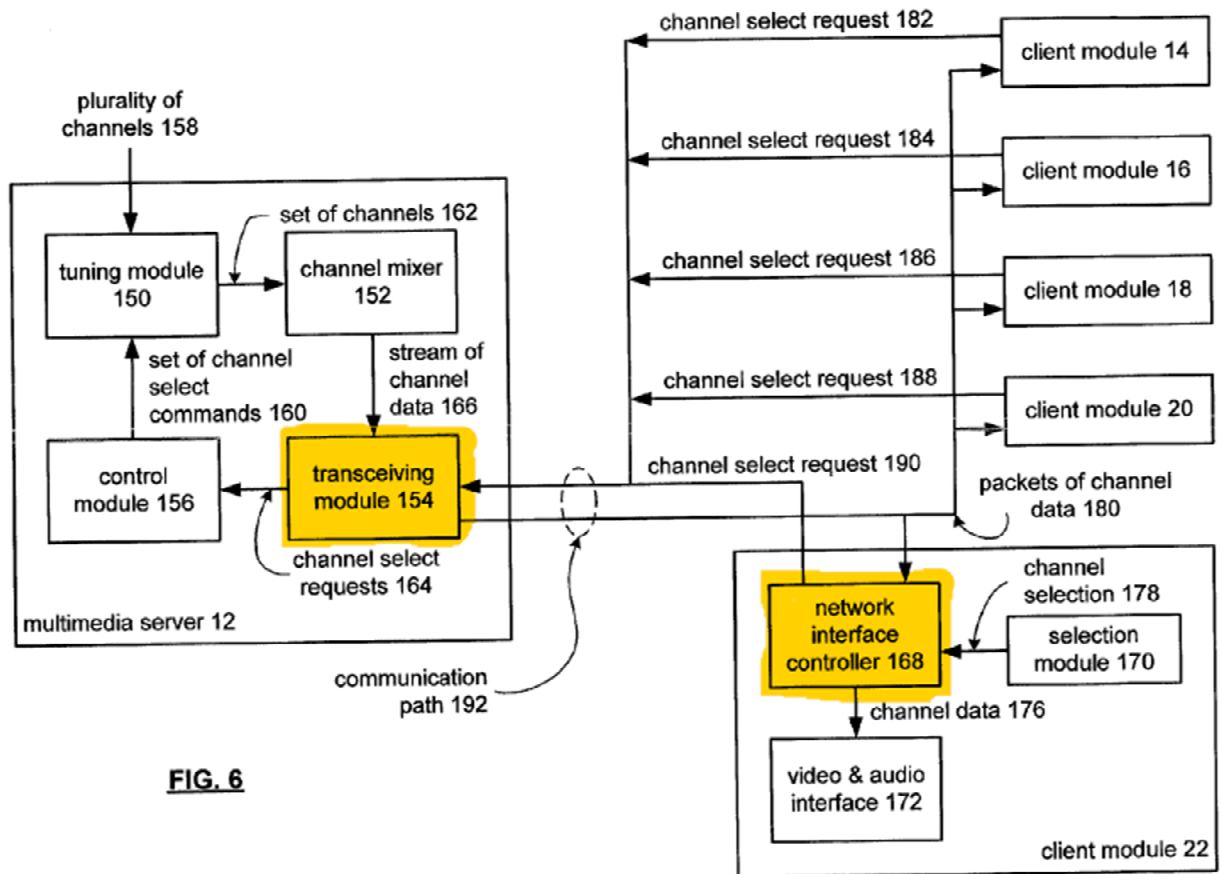 channel select request 182
client module 14
plurality of
channels 158
channel select request 184
client module 16
set of channels 162
tuning module
150
channel mixer
152
channel select request 186
client module 18
set of channel
select
commands 160
stream of
channel
data 166
channel select request 188
client module 20
control
module 156
transceiving
module 154
channel select request 190
packets of channel
data 180
channel select
requests 164
multimedia server 12
communication
path 192
network
interface
controller 168
channel
selection 178
selection
module 170
channel data 176
video & audio
interface 172
client module 22
FIG. 6